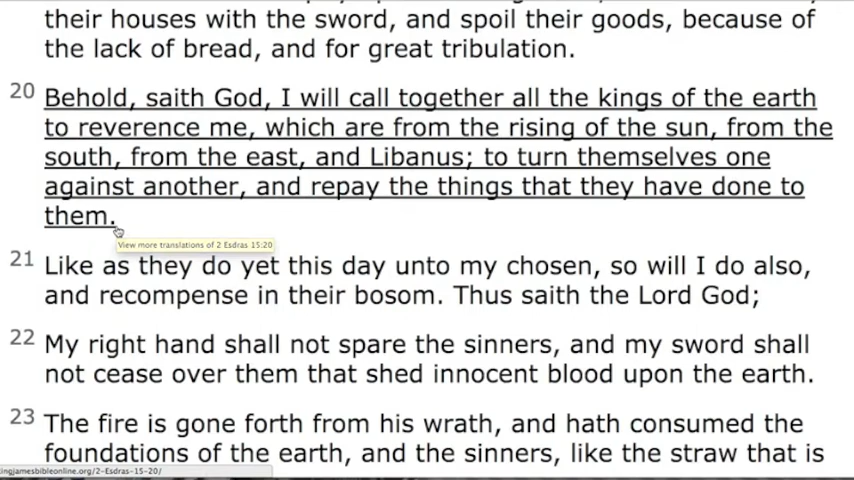 their houses with the sword, and spoil their goods, because of
the lack of bread, and for great tribulation.
20 Behold, saith God, I will call together all the kings of the earth
to reverence me, which are from the rising of the sun, from the
south, from the east, and Libanus; to turn themselves one
against another, and repay the things that they have done to
them.
View more translations of 2 Esdras 15:20
21 Like as they do yet this day unto my chosen, so will I do also,
and recompense in their bosom. Thus saith the Lord God;
22 My right hand shall not spare the sinners, and my sword shall
not cease over them that shed innocent blood upon the earth.
23 The fire is gone forth from his wrath, and hath consumed the
foundations of the earth, and the sinners, like the straw that is
ingjamesbibleonline.org/2-Esdras-15-20/